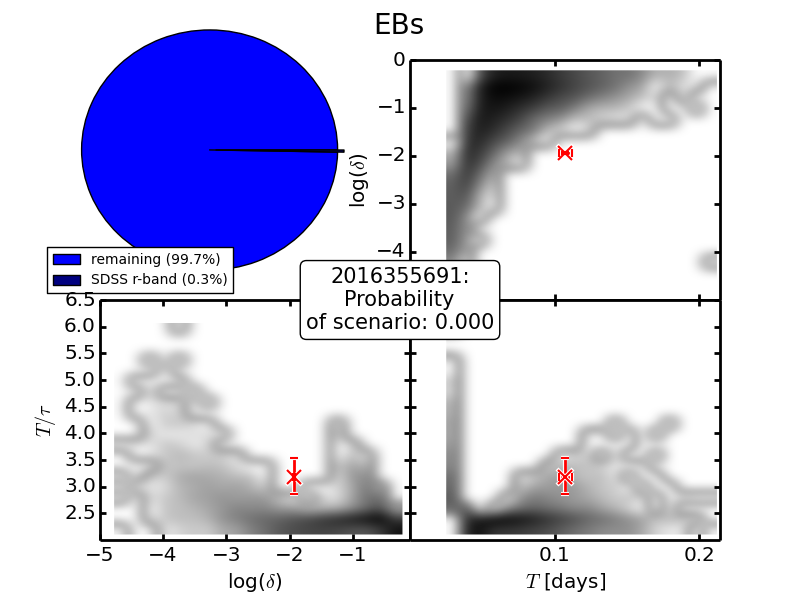 EBs
0
−1
−2
−3
−4
log(δ)
remaining (99.7%)
SDSS r-band (0.3%)
2016355691:
Probability
of scenario: 0.000
6.5
6.0
5.5
5.0
4.5
4.0
3.5
3.0
2.5
T/τ
−5
−4
−3
−2
−1
log(δ)
0.1
0.2
T [days]